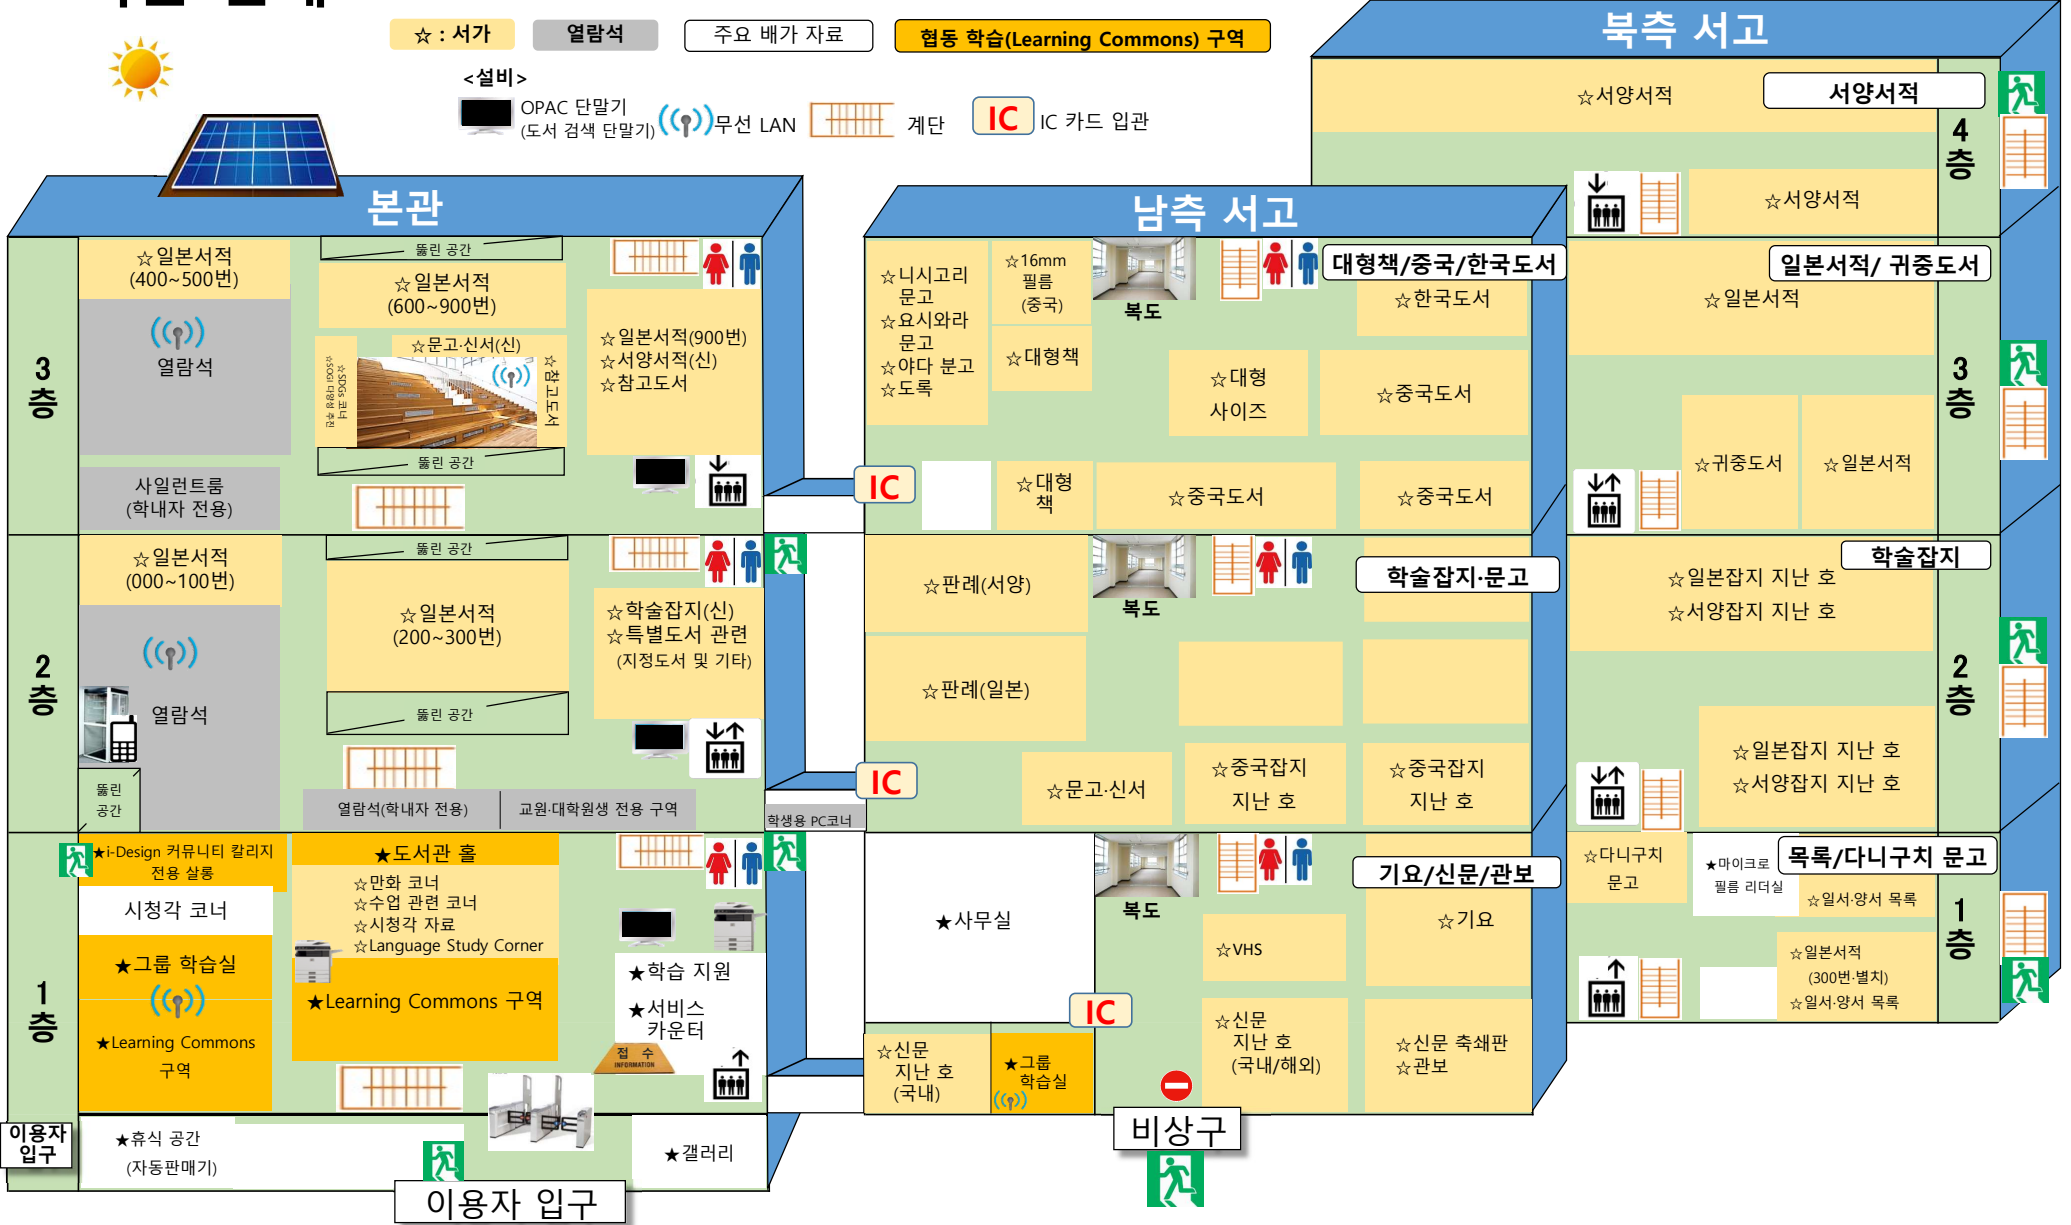 ☆ : 서가
열람석
주요 배가 자료
협동 학습(Learning Commons) 구역
<설비>
OPAC 단말기
(도서 검색 단말기)
무선 LAN
계단
IC
IC 카드 입관
본관
3
층
☆일본서적
(400~500번)
열람석
사일런트룸
(학내자 전용)
뚫린 공간
☆일본서적
(600~900번)
☆문고·신서(신)
☆SDGs 코너
☆SOGI 다양성 추진
☆참고도서
뚫린 공간
☆일본서적(900번)
☆서양서적(신)
☆참고도서
2
층
☆일본서적
(000~100번)
열람석
뚫린
공간
뚫린 공간
☆일본서적
(200~300번)
뚫린 공간
☆학술잡지(신)
☆특별도서 관련
(지정도서 및 기타)
열람석(학내자 전용)
교원·대학원생 전용 구역
학생용 PC코너
1
층
★i-Design 커뮤니티 칼리지
전용 살롱
시청각 코너
★그룹 학습실
★Learning Commons
구역
★도서관 홀
☆만화 코너
☆수업 관련 코너
☆시청각 자료
☆Language Study Corner
★Learning Commons 구역
★학습 지원
★서비스
카운터
접 수
INFORMATION
이용자
입구
★휴식 공간
(자동판매기)
★갤러리
이용자 입구
남측 서고
IC
☆니시고리
문고
☆요시와라
문고
☆야다 분고
☆도록
☆16mm
필름
(중국)
☆대형책
복도
대형책/중국/한국도서
☆한국도서
☆대형
사이즈
☆중국도서
☆대형
책
☆중국도서
☆중국도서
IC
☆판례(서양)
복도
학술잡지·문고
☆판례(일본)
☆문고·신서
☆중국잡지
지난 호
☆중국잡지
지난 호
★사무실
복도
기요/신문/관보
☆기요
☆VHS
IC
☆신문
지난 호
(국내)
★그룹
학습실
☆신문
지난 호
(국내/해외)
☆신문 축쇄판
☆관보
비상구
북측 서고
☆서양서적
서양서적
4
층
☆서양서적
일본서적/ 귀중도서
☆일본서적
3
층
☆귀중도서
☆일본서적
학술잡지
☆일본잡지 지난 호
☆서양잡지 지난 호
2
층
☆일본잡지 지난 호
☆서양잡지 지난 호
☆다니구치
문고
★마이크로
필름 리더실
목록/다니구치 문고
☆일서·양서 목록
1
층
☆일본서적
(300번·별치)
☆일서·양서 목록